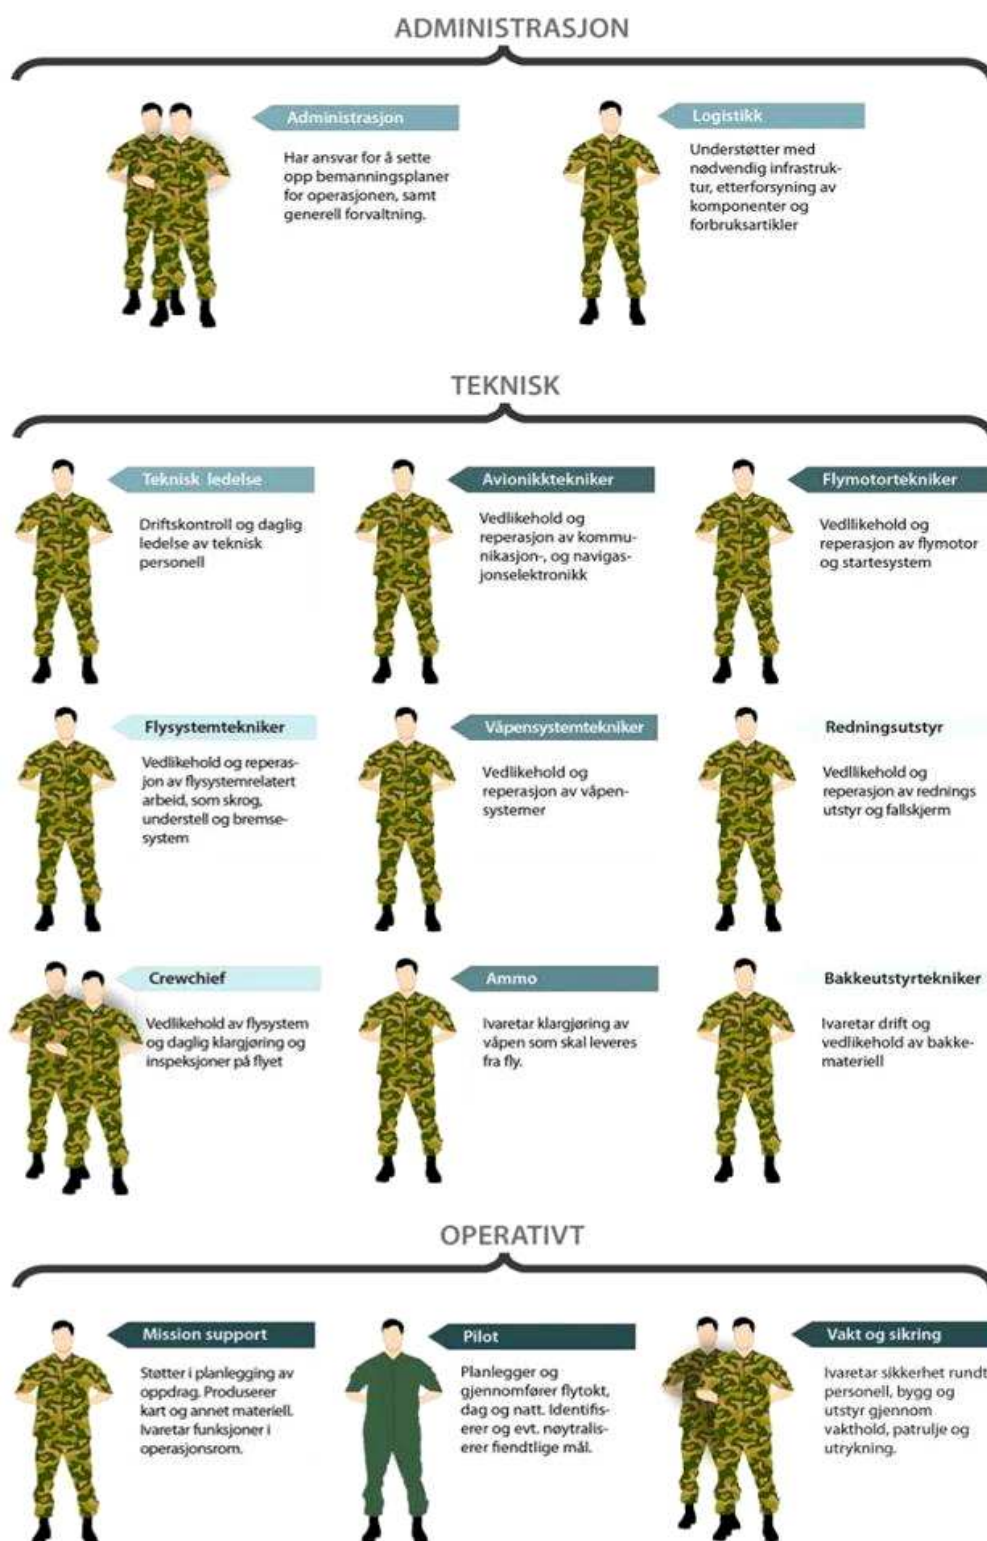 ADMINISTRASJON
Administrasjon
Har ansvar for å sette
opp bemanningsplaner
for operasjonen, samt
generell forvaltning.
Logistikk
Understøtter med
nødvendig infrastruk-
tur, etterforsyning av
komponenter og
forbruksartikler
TEKNISK
Teknisk ledelse
Driftskontroll og daglig
ledelse av teknisk
personell
Avionikktekniker
Vedlikehold og
reperasjon av kommu-
nikasjon-, og navigas-
jonselektronikk
Flymotortekniker
Vedllikehold og
reperasjon av flymotor
og startesystem
Flysystemtekniker
Vedlikehold og reperas-
jon av flysystemrelatert
arbeid, som skrog,
understell og bremse-
system
Våpensystemtekniker
Vedlikehold og
reperasjon av våpen-
systemer
Redningsutstyr
Vedllikehold og
reperasjon av rednings
utstyr og fallskjerm
Crewchief
Vedlikehold av flysystem
og daglig klargjøring og
inspeksjoner på flyet
Ammo
Ivaretar klargjøring av
våpen som skal leveres
fra fly.
Bakkeutstyrtekniker
Ivaretar drift og
vedlikehold av bakke-
materiell
OPERATIVT
Mission support
Støtter i planlegging av
oppdrag. Produserer
kart og annet materiell.
Ivaretar funksjoner i
operasjonsrom.
Pilot
Planlegger og
gjennomfører flytokt,
dag og natt. Identifis-
erer og evt. nøytralis-
erer fiendtlige mål.
Vakt og sikring
Ivaretar sikkerhet rundt
personell, bygg og
utstyr gjennom
vakthold, patrulje og
utrykning.